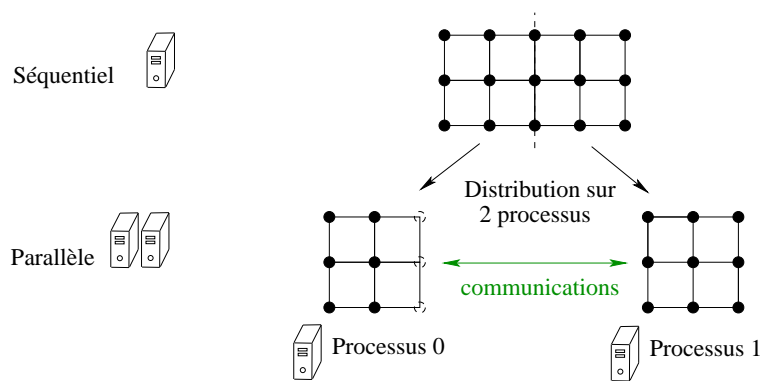 Séquentiel
Distribution sur
2 processus
Parallèle
communications
Processus 0
Processus 1